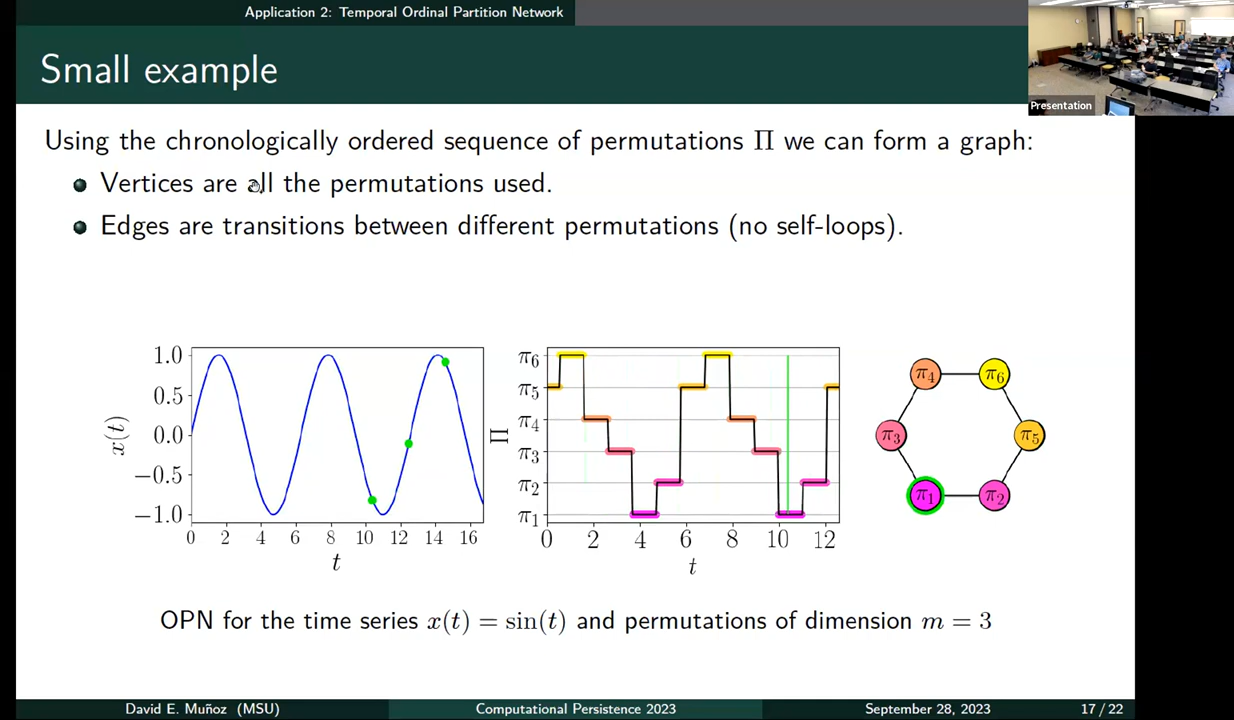 Application 2: Temporal Ordinal Partition Network
Small example
Presentation
Using the chronologically ordered sequence of permutations Π we can form a graph:
Vertices are all the permutations used.
Edges are transitions between different permutations (no self-loops).
1.0
0.5
0.0
−0.5
−1.0
x(t)
0 2 4 6 8 10 12 14 16
t
π6
π5
π4
π3
π2
π1
Π
0 2 4 6 8 10 12
t
π4 π6
π3 π5
π1 π2
OPN for the time series x(t) = sin(t) and permutations of dimension m = 3
David E. Muñoz (MSU) Computational Persistence 2023 September 28, 2023 17 / 22